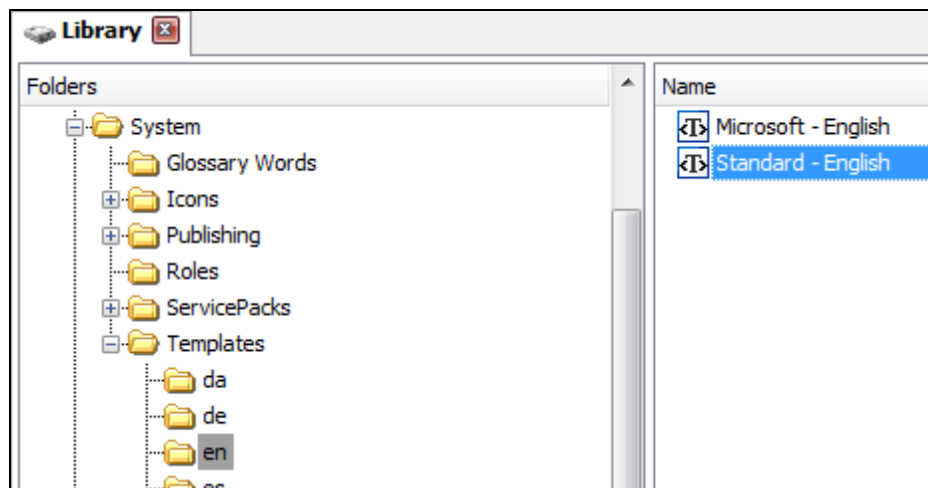 Library
Folders
System
Glossary Words
Icons
Publishing
Roles
ServicePacks
Templates
da
de
en
Name
Microsoft - English
Standard - English